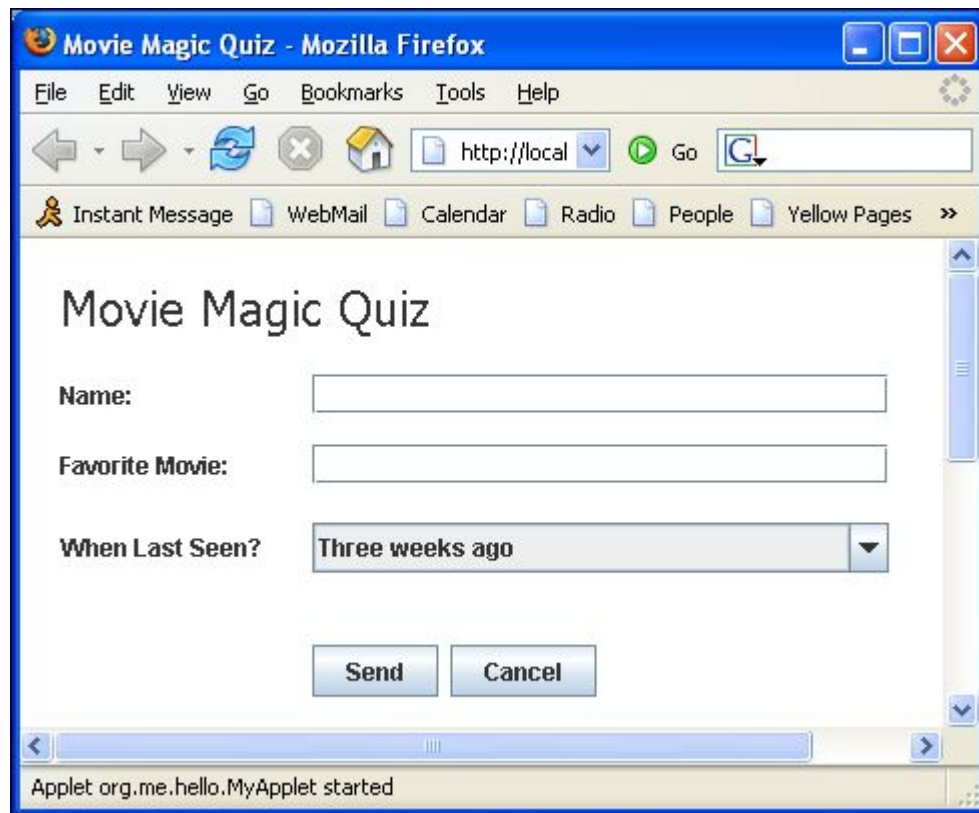 Movie Magic Quiz - Mozilla Firefox
File Edit View Go Bookmarks Tools Help
http://local Go G
Instant Message WebMail Calendar Radio People Yellow Pages »
Movie Magic Quiz
Name:
Favorite Movie:
When Last Seen? Three weeks ago
Send Cancel
Applet org.me.hello.MyApplet started